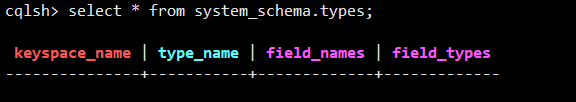 cqlsh> select * from system_schema.types;
keyspace_name | type_name | field_names | field_types
---------------+-----------+-------------+-------------